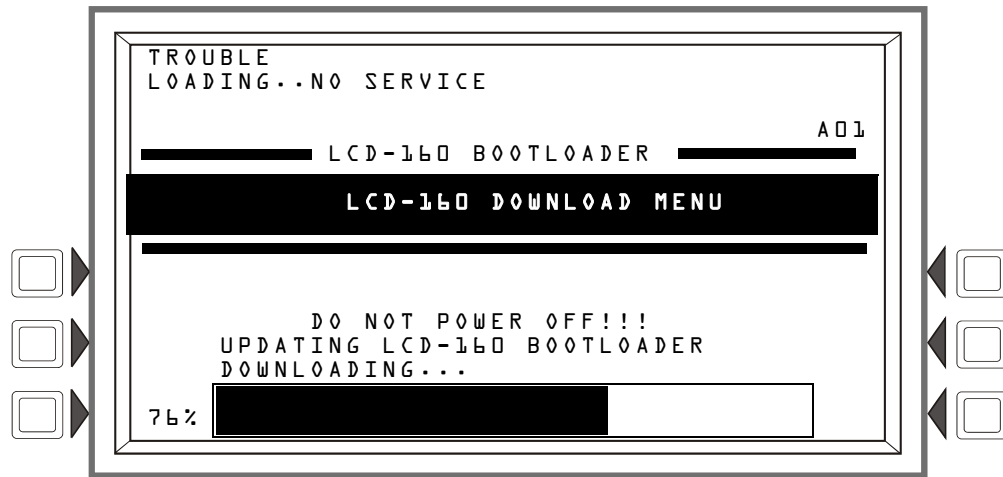 TROUBLE
LOADING..NO SERVICE
A01
LCD-160 BOOTLOADER
LCD-160 DOWNLOAD MENU
DO NOT POWER OFF!!!
UPDATING LCD-160 BOOTLOADER
DOWNLOADING...
76%